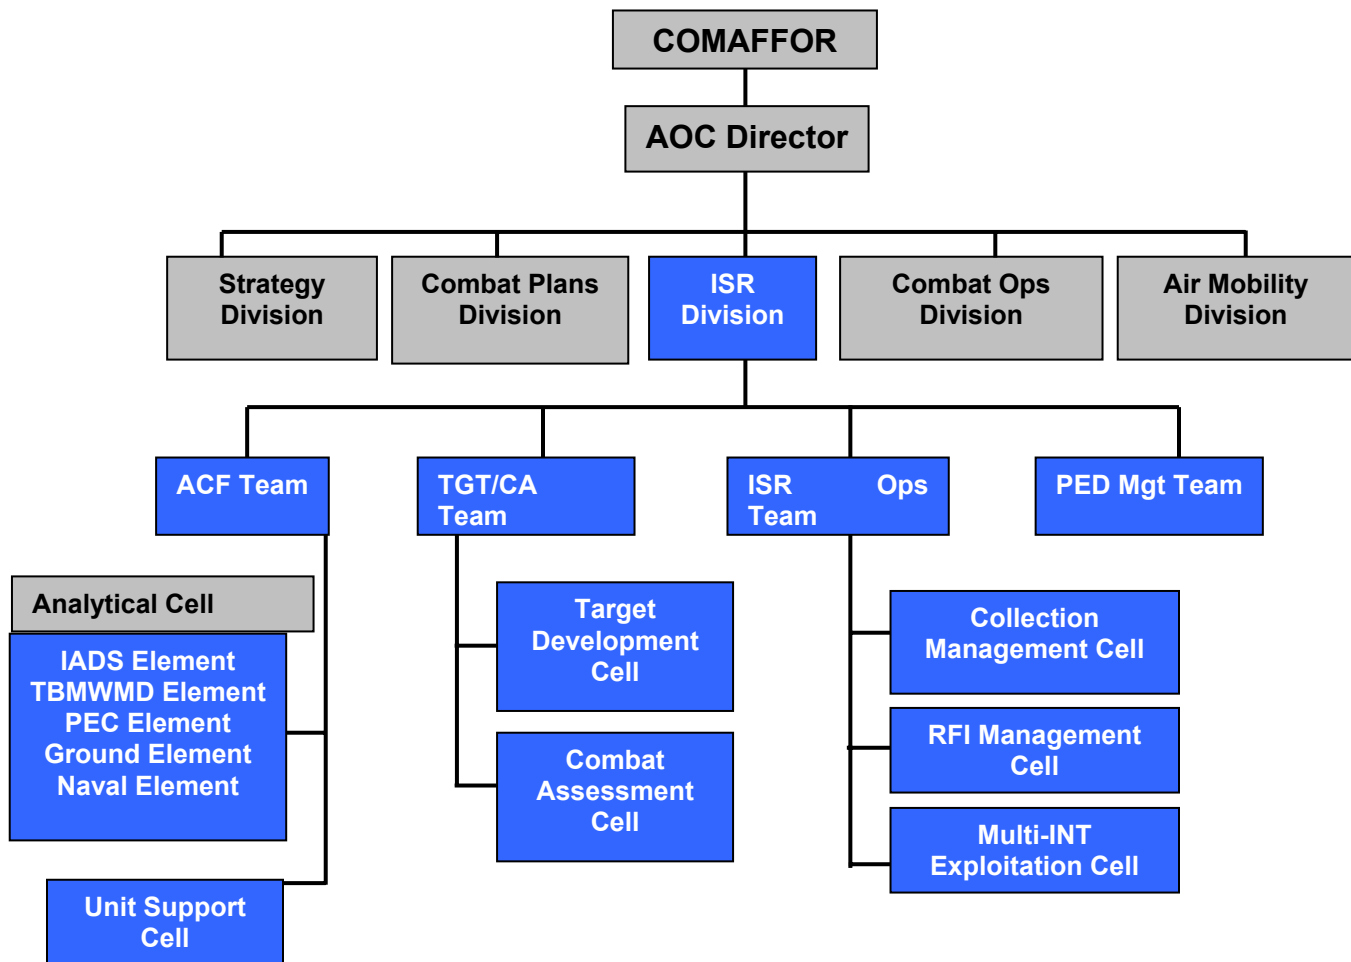 COMAFFOR
AOC Director
Strategy
Division
Combat Plans
Division
ISR
Division
Combat Ops
Division
Air Mobility
Division
ACF Team
TGT/CA
Team
ISR Ops
Team
PED Mgt Team
Analytical Cell
IADS Element
TBMWMD Element
PEC Element
Ground Element
Naval Element
Unit Support
Cell
Target
Development
Cell
Combat
Assessment
Cell
Collection
Management Cell
RFI Management
Cell
Multi-INT
Exploitation Cell